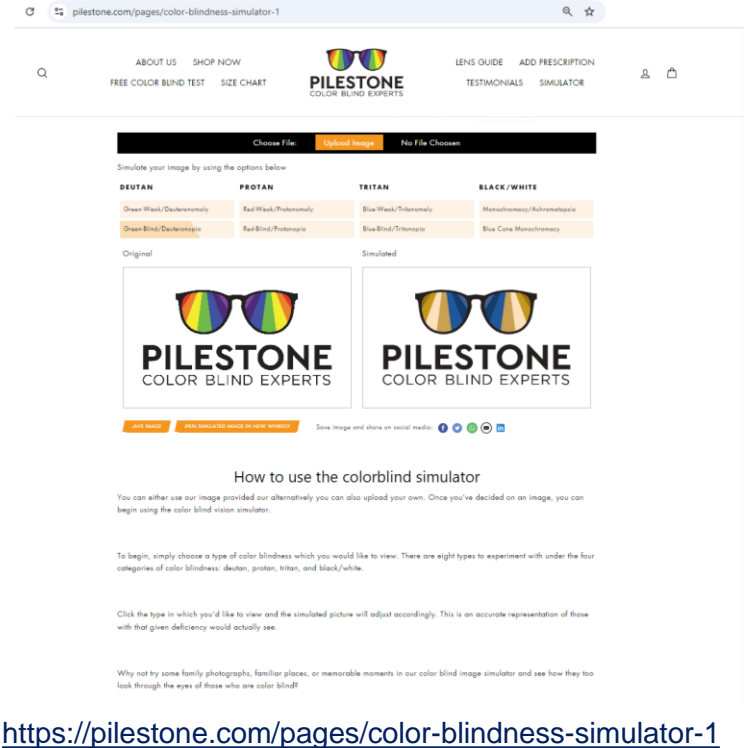 pilestone.com/pages/color-blindness-simulator-1
ABOUT US SHOP NOW
FREE COLOR BLIND TEST SIZE CHART
PILESTONE
COLOR BLIND EXPERTS
LENS GUIDE ADD PRESCRIPTION
TESTIMONIALS SIMULATOR
Choose File: Upload Image No File Choosen
Simulate your image by using the options below
DEUTAN PROTAN TRITAN BLACK/WHITE
Green-Weak/Deuteranomaly Red-Weak/Protanomaly Blue-Weak/Tritanomaly Monochromacy/Achromatopsia
Green-Blind/Deuteranopia Red-Blind/Protanopia Blue-Blind/Tritanopia Blue Cone Monochromacy
Original Simulated
PILESTONE
COLOR BLIND EXPERTS
PILESTONE
COLOR BLIND EXPERTS
SAVE IMAGE OPEN SIMULATED IMAGE IN NEW WINDOW Save image and share on social media:
How to use the colorblind simulator
You can either use our image provided our alternatively you can also upload your own. Once you've decided on an image, you can
begin using the color blind vision simulator.
To begin, simply choose a type of color blindness which you would like to view. There are eight types to experiment with under the four
categories of color blindness: deutan, protan, tritan, and black/white.
Click the type in which you'd like to view and the simulated picture will adjust accordingly. This is an accurate representation of those
with that given deficiency would actually see.
Why not try some family photographs, familiar places, or memorable moments in our color blind image simulator and see how they too
look through the eyes of those who are color blind?
https://pilestone.com/pages/color-blindness-simulator-1